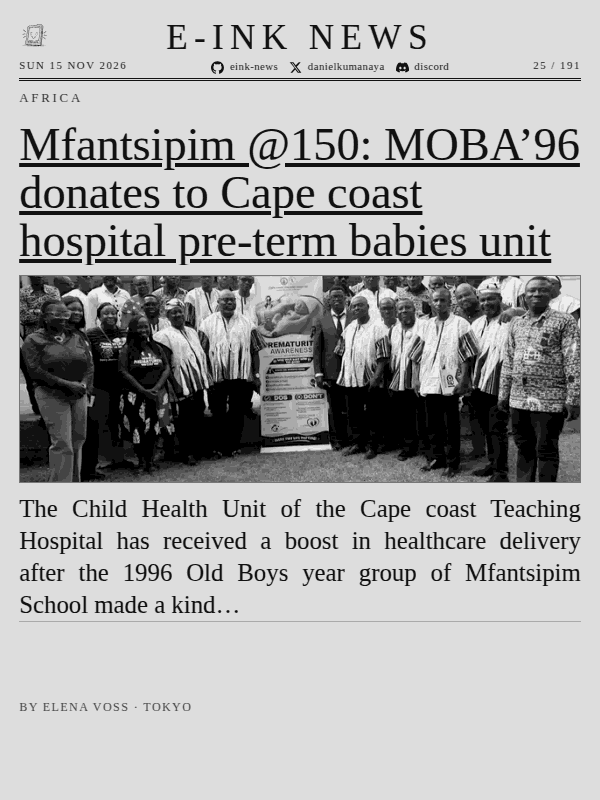 E-INK NEWS
SUN 15 NOV 2026
eink-news danielkumanaya discord
25 / 191
AFRICA
Mfantsipim @150: MOBA’96
donates to Cape coast
hospital pre-term babies unit
AWARENESS
The Child Health Unit of the Cape coast Teaching
Hospital has received a boost in healthcare delivery
after the 1996 Old Boys year group of Mfantsipim
School made a kind…
BY ELENA VOSS · TOKYO